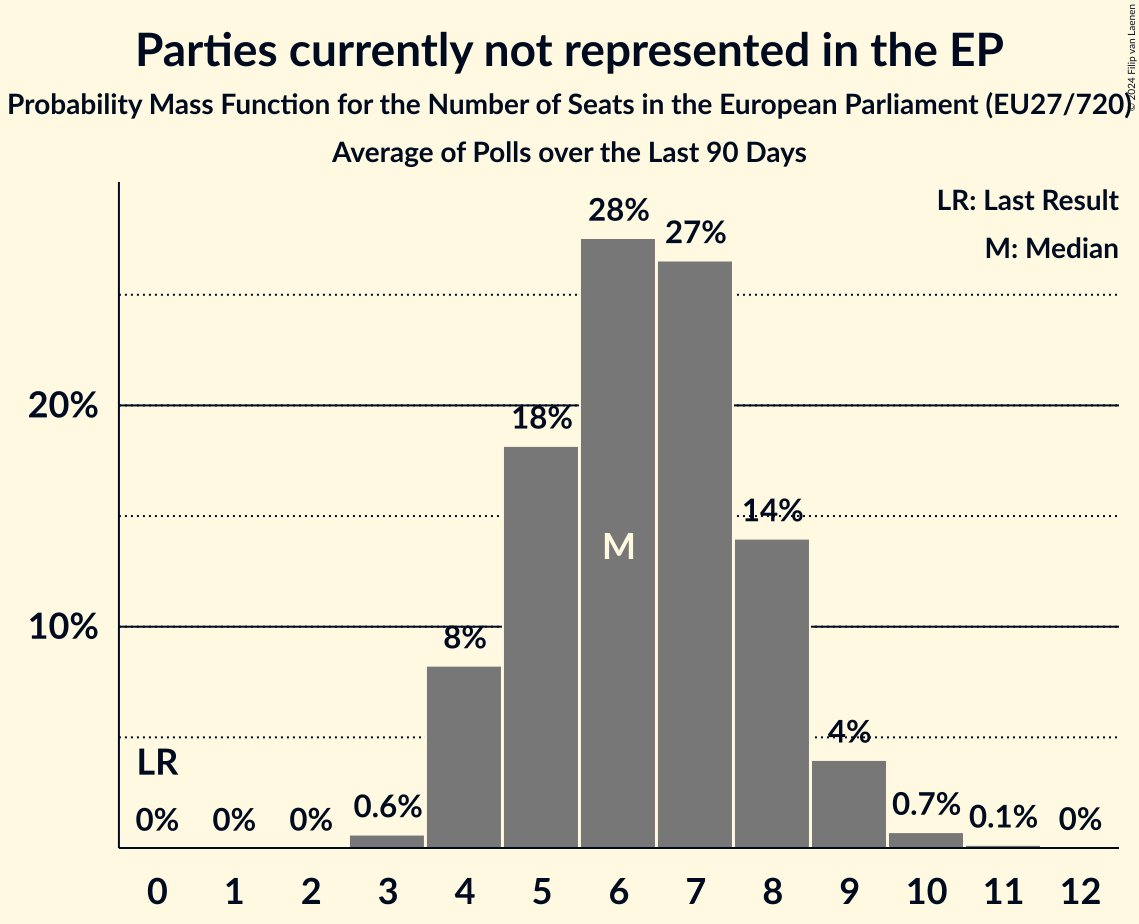 Parties currently not represented in the EP
Probability Mass Function for the Number of Seats in the European Parliament (EU27/720)
Average of Polls over the Last 90 Days
© 2024 Filip van Laenen
LR: Last Result
M: Median
28%
27%
20%
18%
14%
M
10%
8%
4%
LR
0% 0% 0% 0.6% 0.7% 0.1% 0%
0 1 2 3 4 5 6 7 8 9 10 11 12